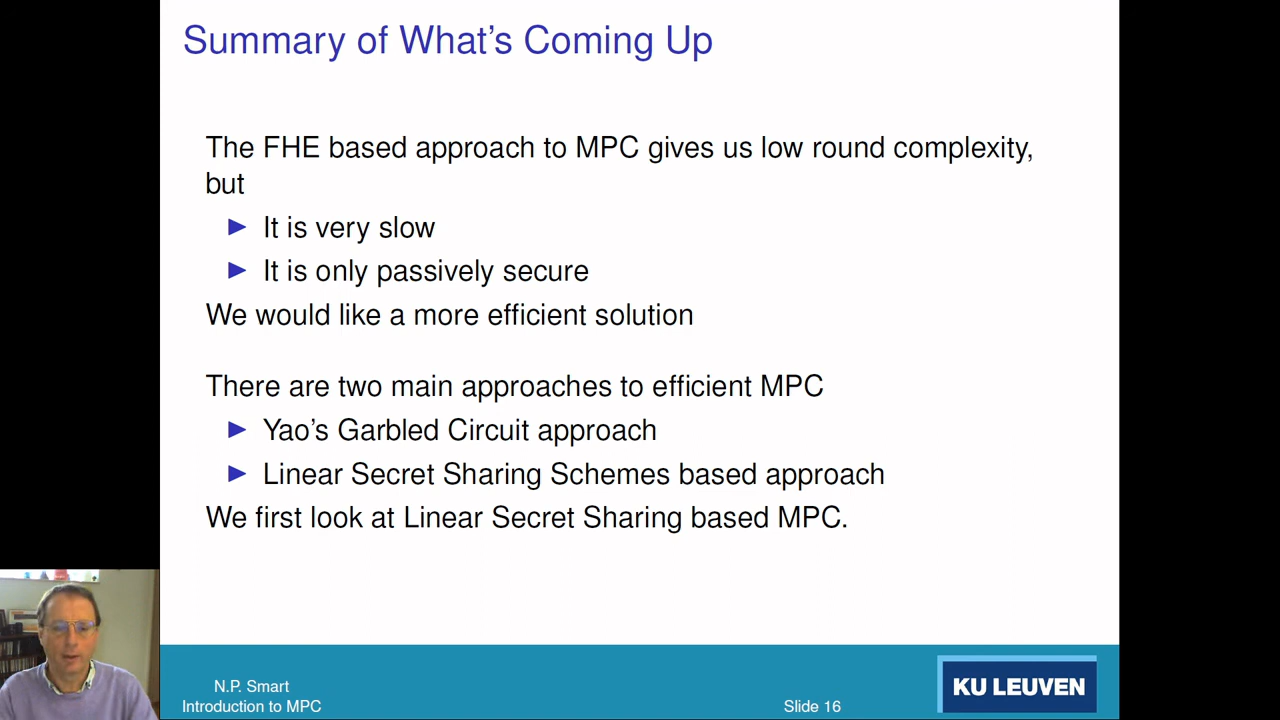 Summary of What's Coming Up
The FHE based approach to MPC gives us low round complexity,
but
► It is very slow
► It is only passively secure
We would like a more efficient solution
There are two main approaches to efficient MPC
► Yao's Garbled Circuit approach
► Linear Secret Sharing Schemes based approach
We first look at Linear Secret Sharing based MPC.
N.P. Smart
Introduction to MPC
Slide 16
KU LEUVEN